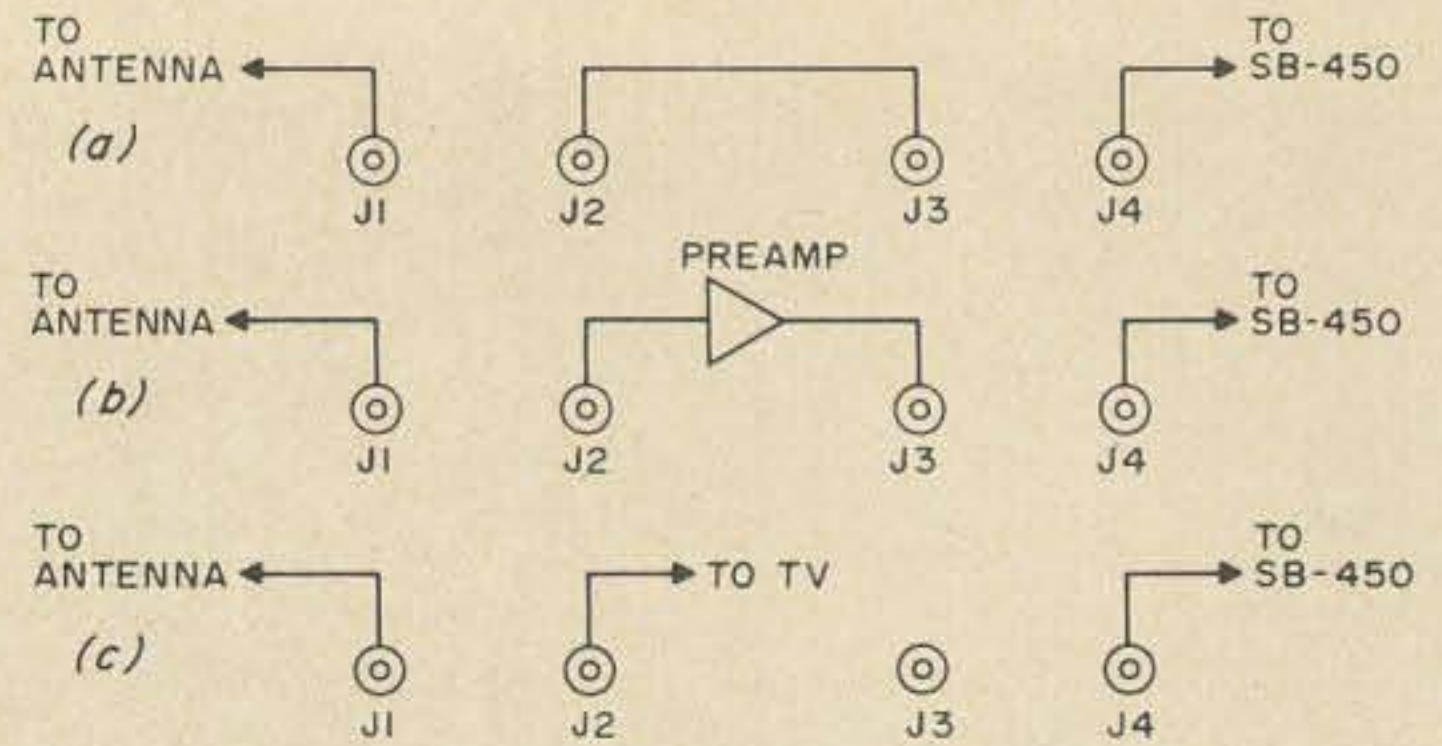 TO
ANTENNA
TO
SB-450
(a)
J1
J2
J3
J4
PREAMP
TO
ANTENNA
TO
SB-450
(b)
J1
J2
J3
J4
TO
ANTENNA
TO TV
TO
SB-450
(c)
J1
J2
J3
J4